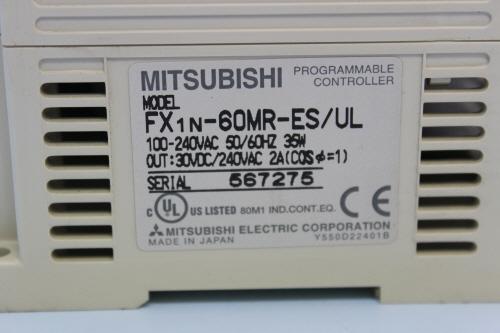 MITSUBISHI PROGRAMMABLE CONTROLLER
MODEL
FX1N-60MR-ES/UL
100-240VAC 50/60HZ 35W
OUT:30VDC/240VAC 2A(COSφ=1)
SERIAL 567275
c UL US LISTED 80M1 IND.CONT.EQ. CE
MITSUBISHI ELECTRIC CORPORATION
MADE IN JAPAN Y550D22401B